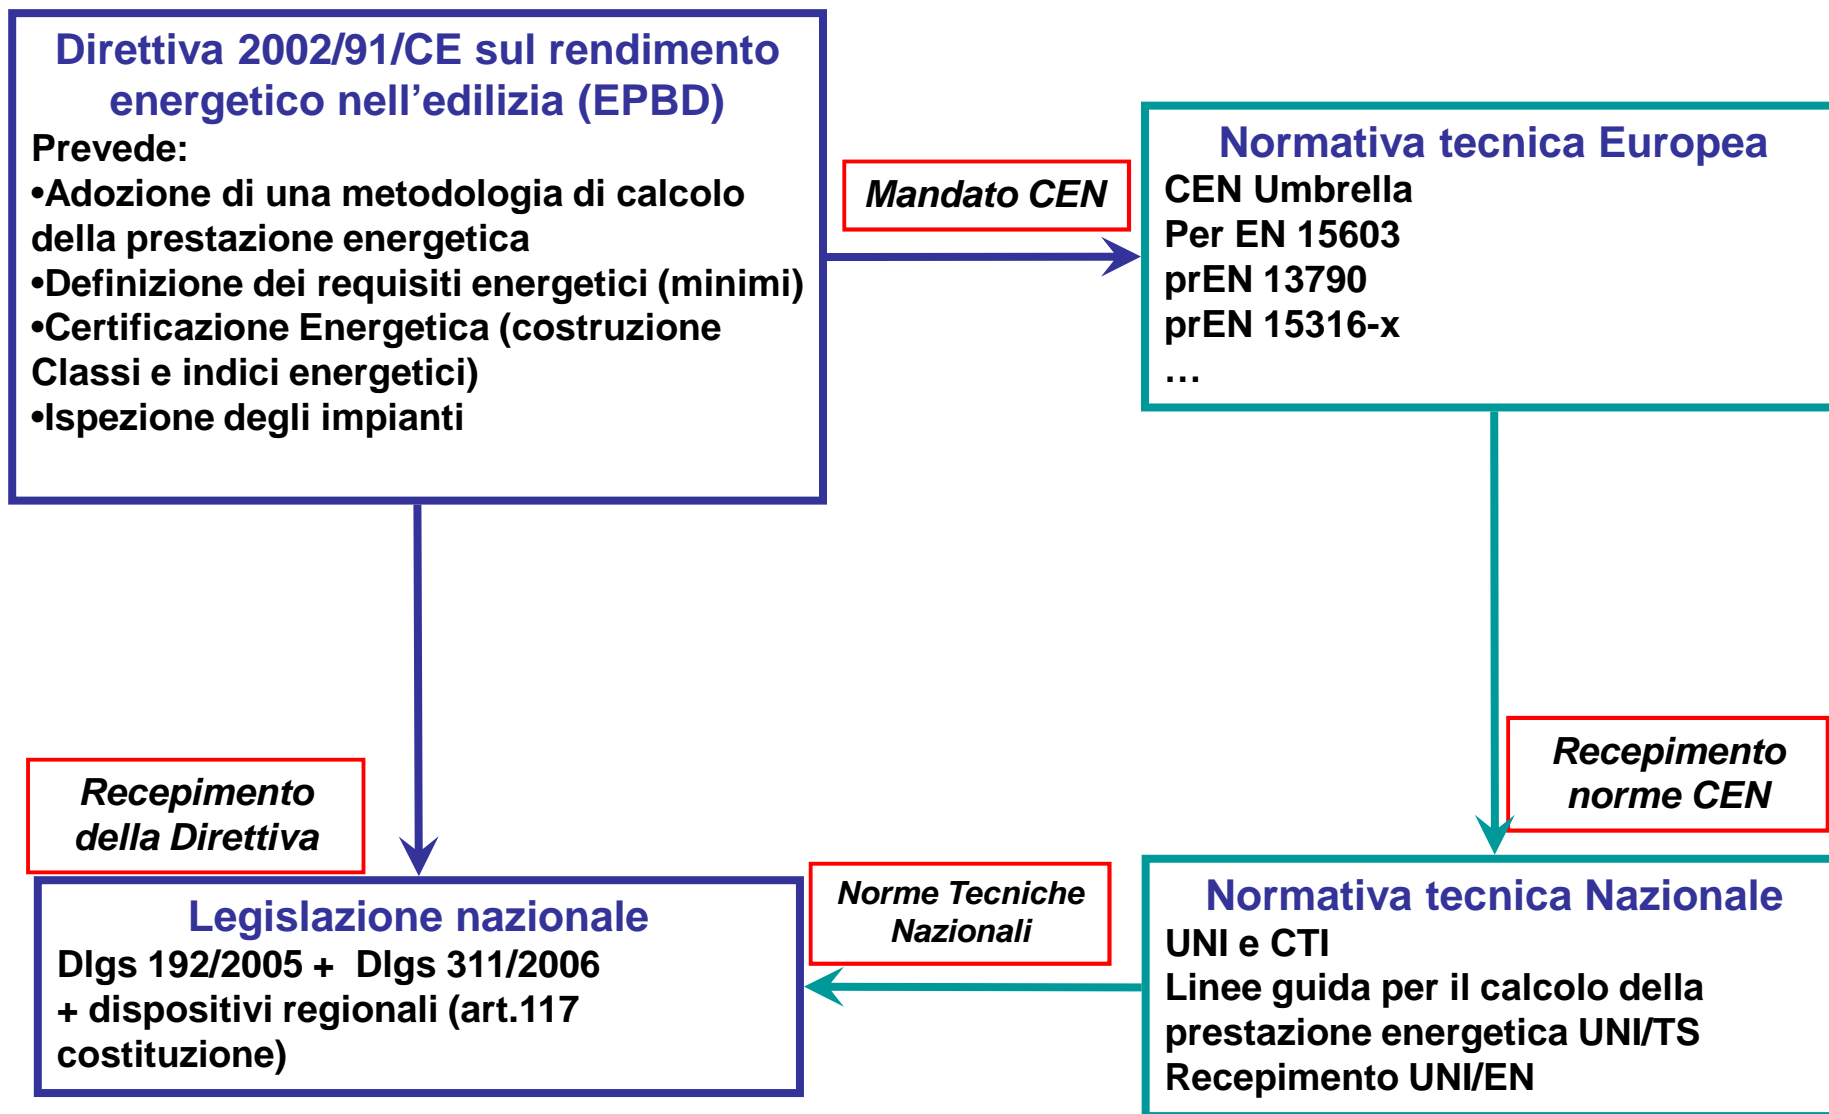 Direttiva 2002/91/CE sul rendimento
energetico nell’edilizia (EPBD)
Prevede:
•Adozione di una metodologia di calcolo
della prestazione energetica
•Definizione dei requisiti energetici (minimi)
•Certificazione Energetica (costruzione
Classi e indici energetici)
•Ispezione degli impianti
Mandato CEN
Normativa tecnica Europea
CEN Umbrella
Per EN 15603
prEN 13790
prEN 15316-x
…
Recepimento
della Direttiva
Recepimento
norme CEN
Legislazione nazionale
Dlgs 192/2005 + Dlgs 311/2006
+ dispositivi regionali (art.117
costituzione)
Norme Tecniche
Nazionali
Normativa tecnica Nazionale
UNI e CTI
Linee guida per il calcolo della
prestazione energetica UNI/TS
Recepimento UNI/EN